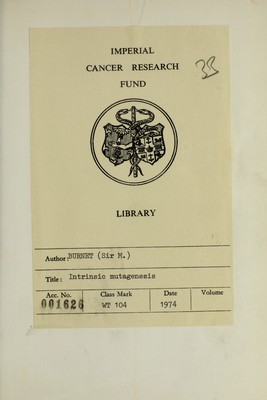 IMPERIAL
CANCER RESEARCH
FUND
33
LIBRARY
Author: BURNET (Sir M.)
Title: Intrinsic mutagenesis
Acc. No. Class Mark Date Volume
001626 WT 104 1974